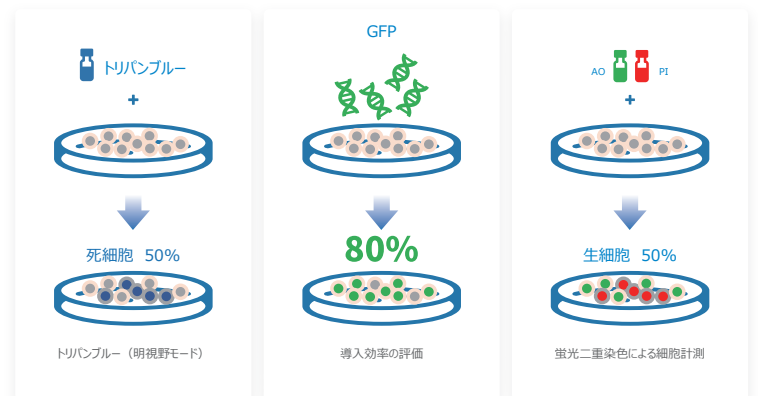 トリパンブルー
+
死細胞 50%
トリパンブルー（明視野モード）
GFP
80%
導入効率の評価
AO PI
+
生細胞 50%
蛍光二重染色による細胞計測